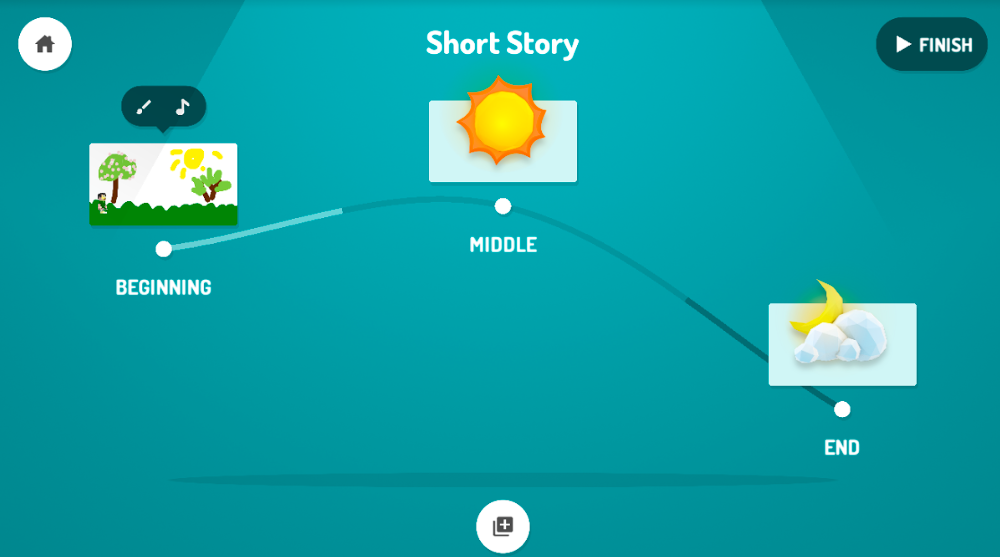 Short Story
FINISH
BEGINNING
MIDDLE
END